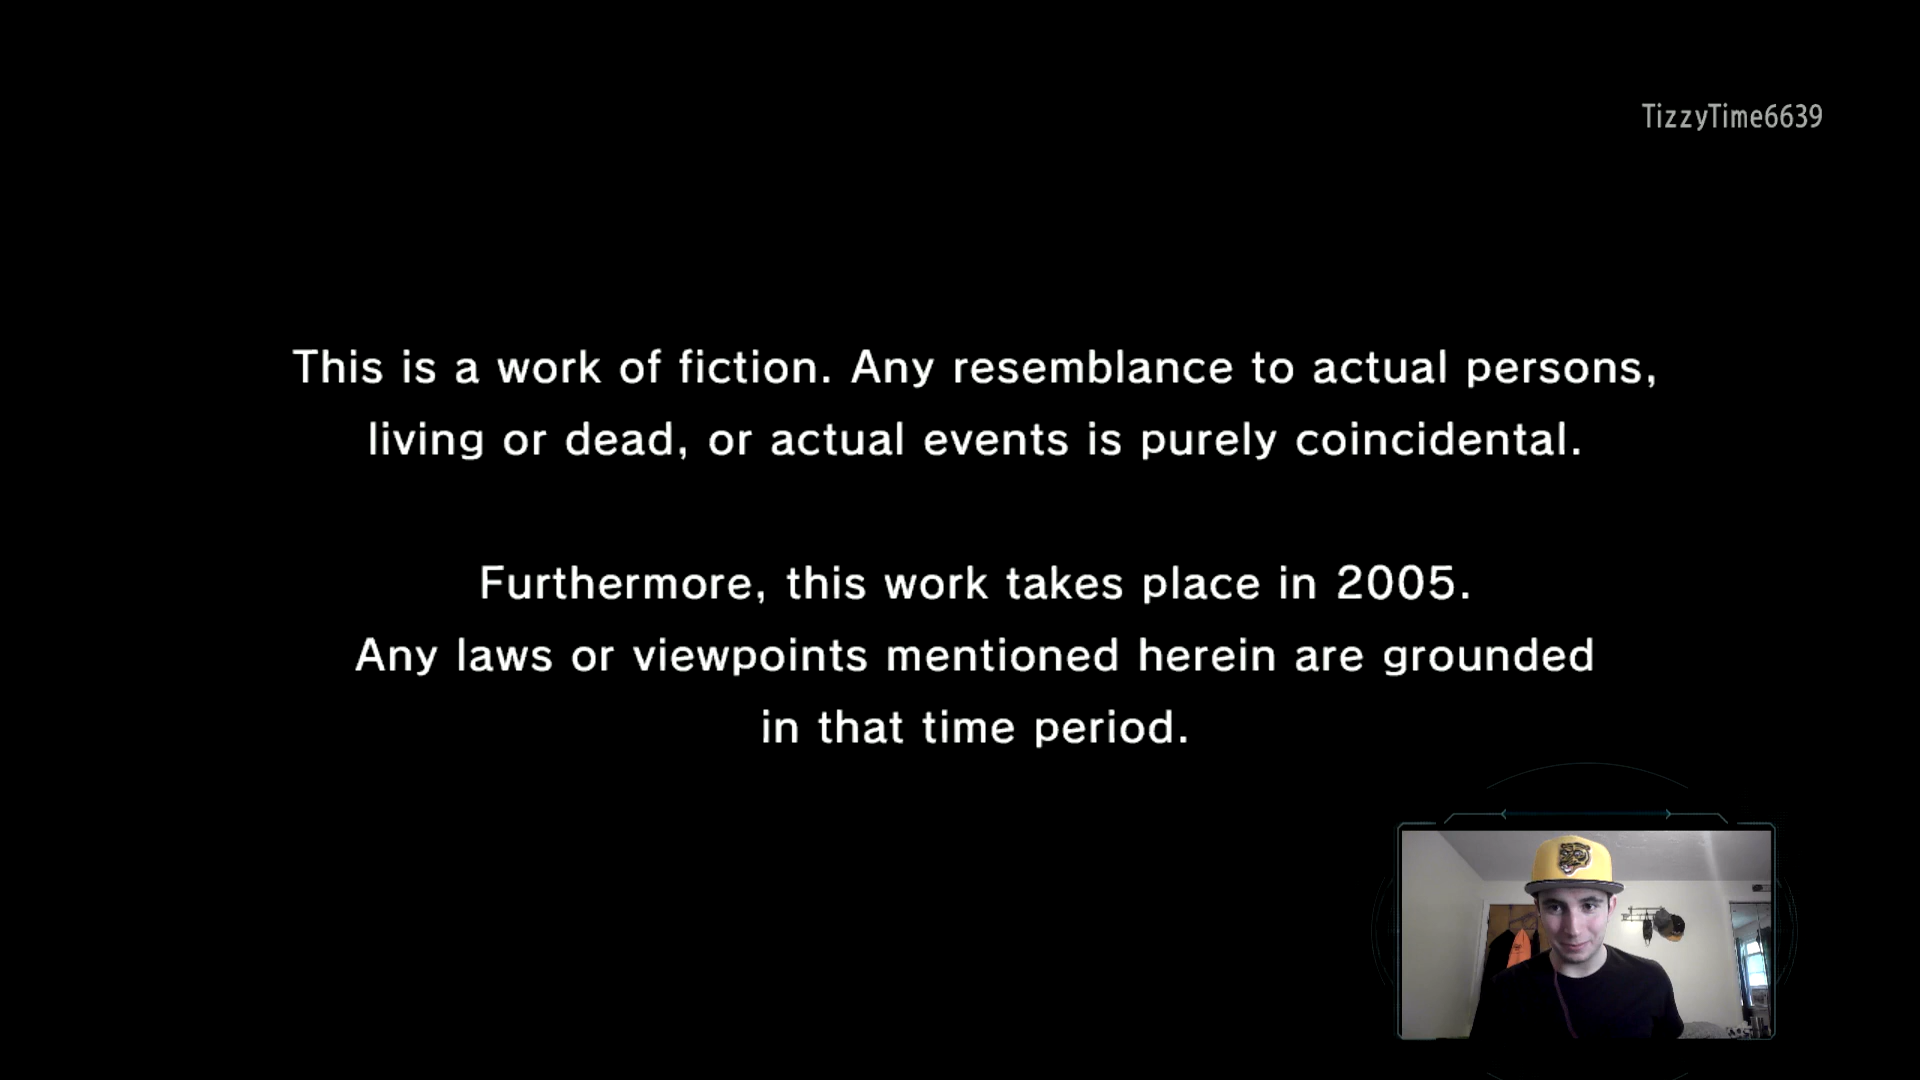 TizzyTime6639
This is a work of fiction. Any resemblance to actual persons,
living or dead, or actual events is purely coincidental.
Furthermore, this work takes place in 2005.
Any laws or viewpoints mentioned herein are grounded
in that time period.